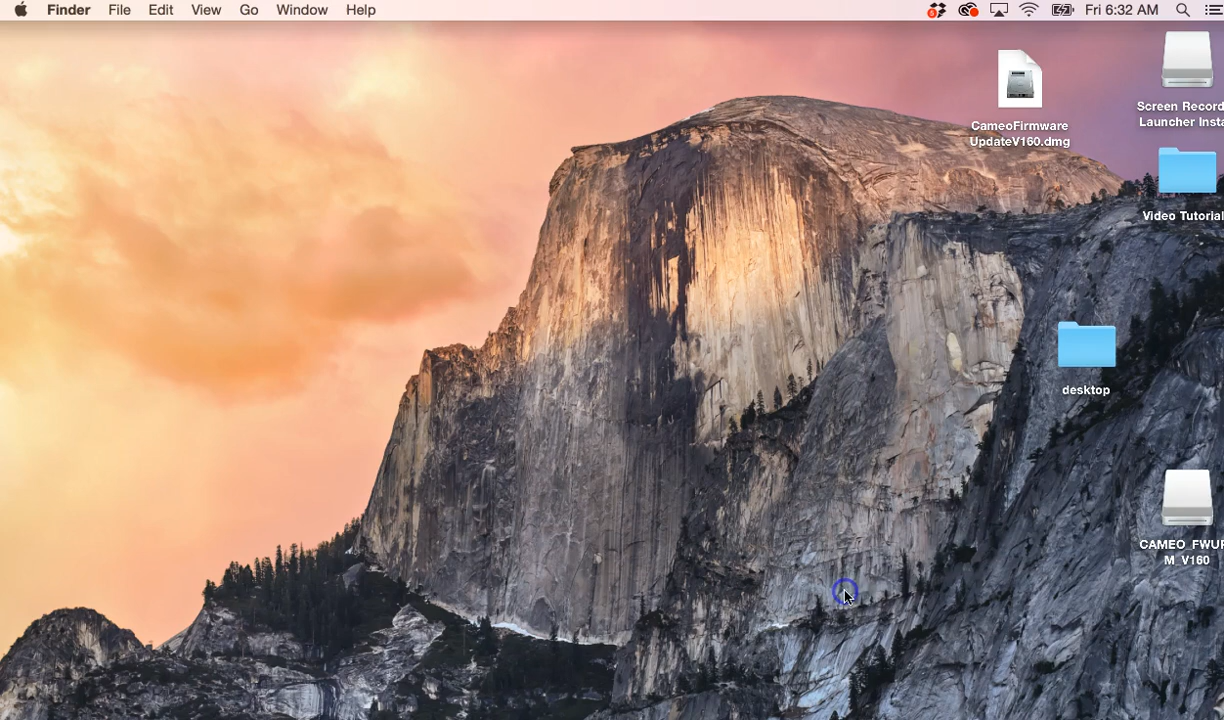 Finder File Edit View Go Window Help Fri 6:32 AM
CameoFirmware
UpdateV160.dmg
Screen Record
Launcher Insta
Video Tutorial
desktop
CAMEO_FWUP
M_V160